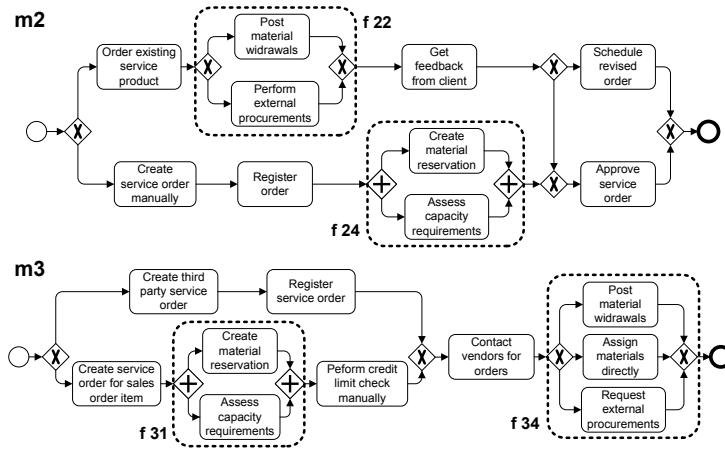 m2
f 22
Order existing
service
product
Post
material
widrawals
Perform
external
procurements
Get
feedback
from client
Schedule
revised
order
Create
service order
manually
Register
order
Create
material
reservation
Assess
capacity
requirements
Approve
service
order
f 24
m3
Create third
party service
order
Register
service order
Create service
order for sales
order item
Create
material
reservation
Assess
capacity
requirements
f 31
Peform credit
limit check
manually
Contact
vendors for
orders
Post
material
widrawals
Assign
materials
directly
Request
external
procurements
f 34